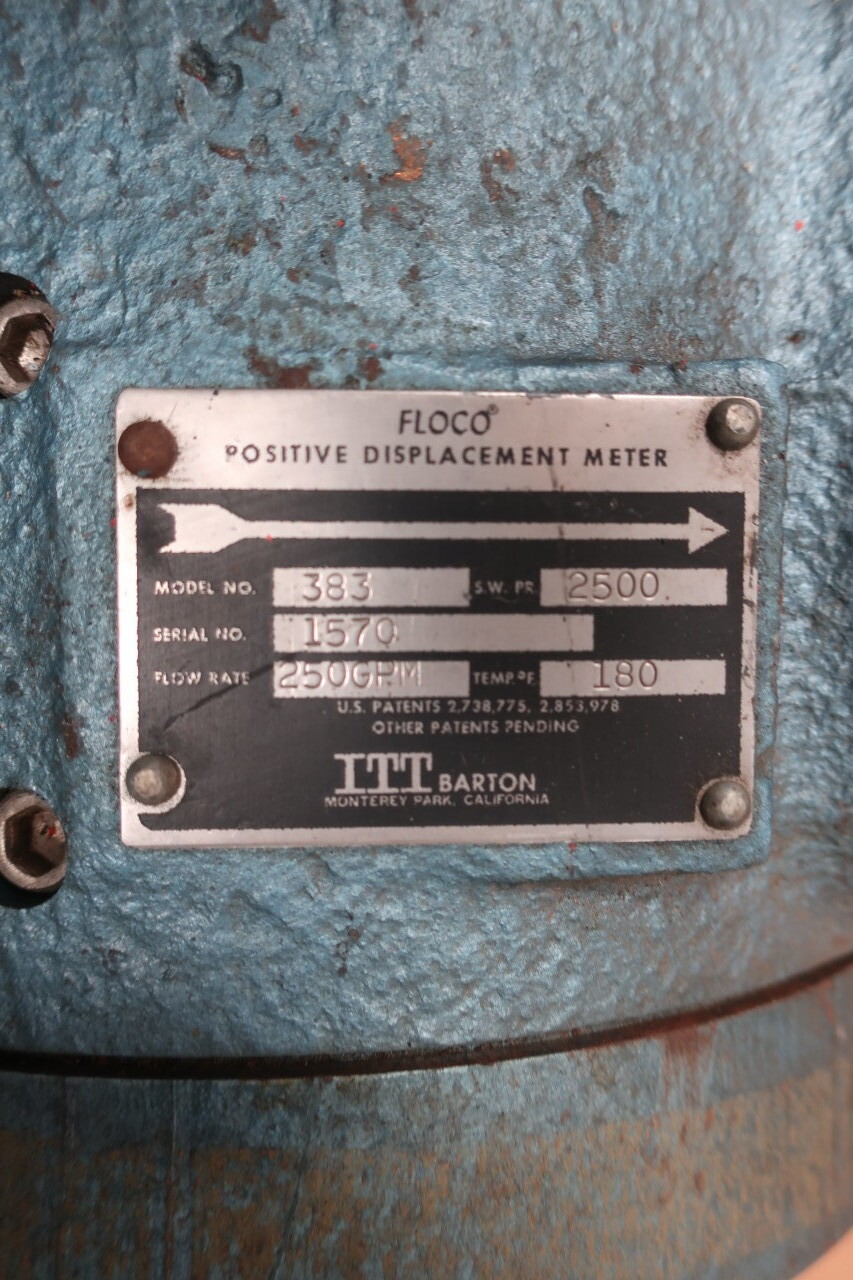 FLOCO®
POSITIVE DISPLACEMENT METER
MODEL NO. 383 S.W. PR. 2500
SERIAL NO. 1570
FLOW RATE 250GPM TEMP.°F. 180
U.S. PATENTS 2,738,775, 2,853,978
OTHER PATENTS PENDING
ITT BARTON
MONTEREY PARK, CALIFORNIA